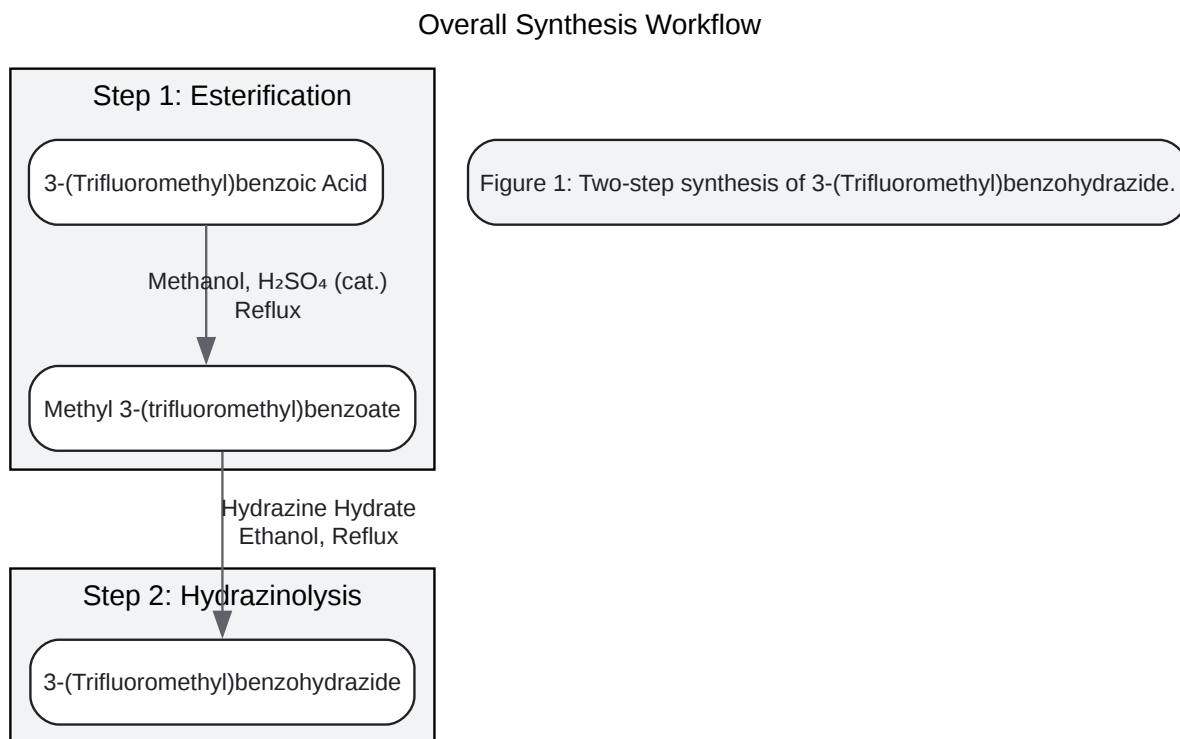 Overall Synthesis Workflow
Step 1: Esterification
3-(Trifluoromethyl)benzoic Acid
Figure 1: Two-step synthesis of 3-(Trifluoromethyl)benzohydrazide.
Methanol, H₂SO₄ (cat.)
Reflux
Methyl 3-(trifluoromethyl)benzoate
Hydrazine Hydrate
Ethanol, Reflux
Step 2: Hydrazinolysis
3-(Trifluoromethyl)benzohydrazide